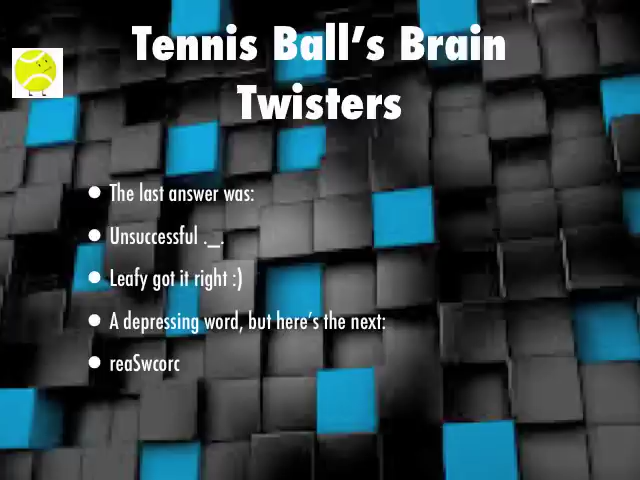 Tennis Ball’s Brain
Twisters
• The last answer was:
• Unsuccessful ._.
• Leafy got it right :)
• A depressing word, but here’s the next:
• reaSwcorc